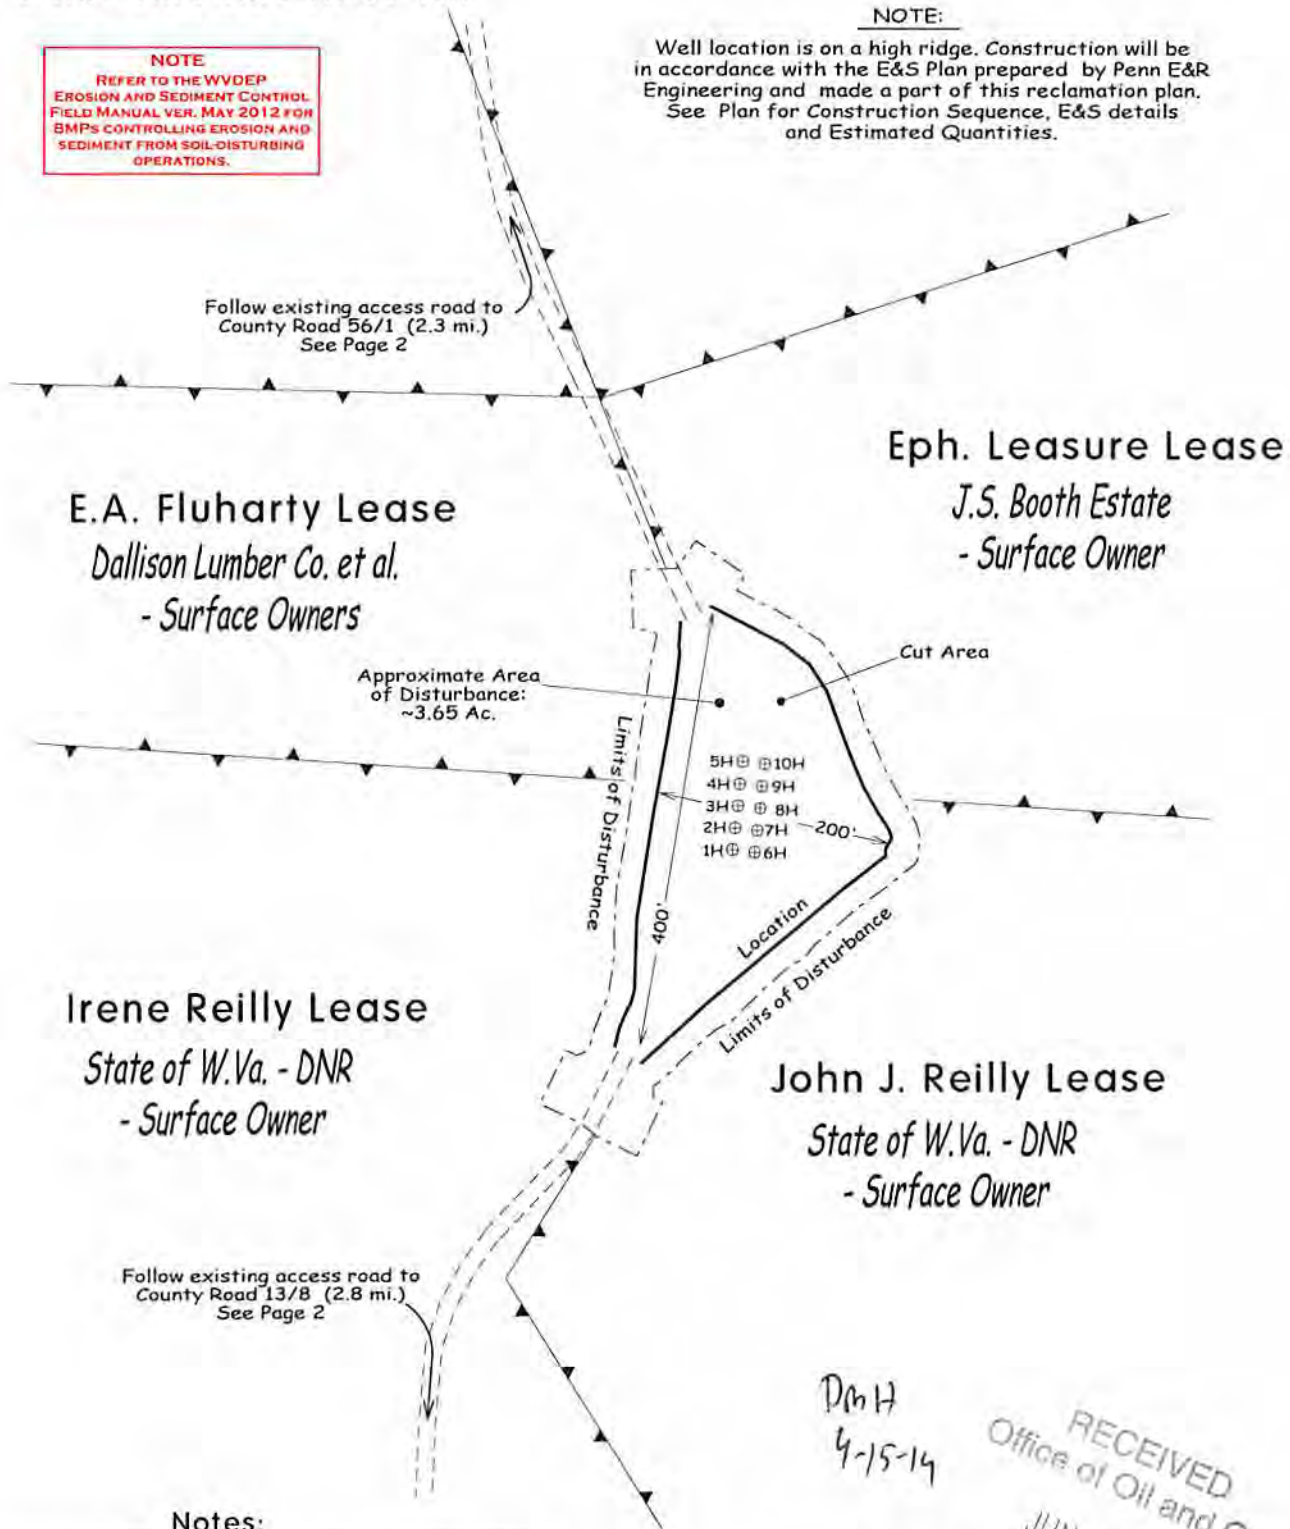 NOTE
REFER TO THE WVDEP
EROSION AND SEDIMENT CONTROL
FIELD MANUAL VER. MAY 2012 FOR
BMPS CONTROLLING EROSION AND
SEDIMENT FROM SOIL-DISTURBING
OPERATIONS.
NOTE:
Well location is on a high ridge. Construction will be
in accordance with the E&S Plan prepared by Penn E&R
Engineering and made a part of this reclamation plan.
See Plan for Construction Sequence, E&S details
and Estimated Quantities.
Follow existing access road to
County Road 56/1 (2.3 mi.)
See Page 2
Eph. Leasure Lease
J.S. Booth Estate
- Surface Owner
E.A. Fluharty Lease
Dallison Lumber Co. et al.
- Surface Owners
Cut Area
Approximate Area
of Disturbance:
~3.65 Ac.
Limits of Disturbance
5H⊕ ⊕10H
4H⊕ ⊕9H
3H⊕ ⊕ 8H
2H⊕ ⊕7H
1H⊕ ⊕6H
200'
400'
Location
Limits of Disturbance
Irene Reilly Lease
State of W.Va. - DNR
- Surface Owner
John J. Reilly Lease
State of W.Va. - DNR
- Surface Owner
Follow existing access road to
County Road 13/8 (2.8 mi.)
See Page 2
DMH
4-15-14
RECEIVED
Office of Oil and G
JUN
Notes: